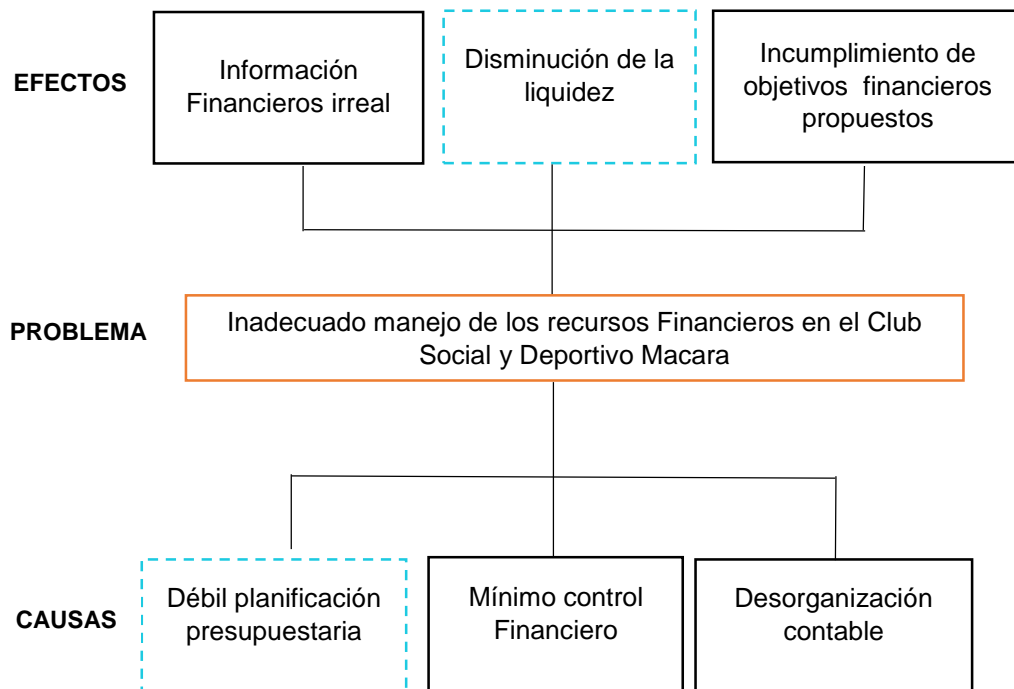 EFECTOS
Información
Financieros irreal
Disminución de la
liquidez
Incumplimiento de
objetivos financieros
propuestos
PROBLEMA
Inadecuado manejo de los recursos Financieros en el Club
Social y Deportivo Macara
CAUSAS
Débil planificación
presupuestaria
Mínimo control
Financiero
Desorganización
contable